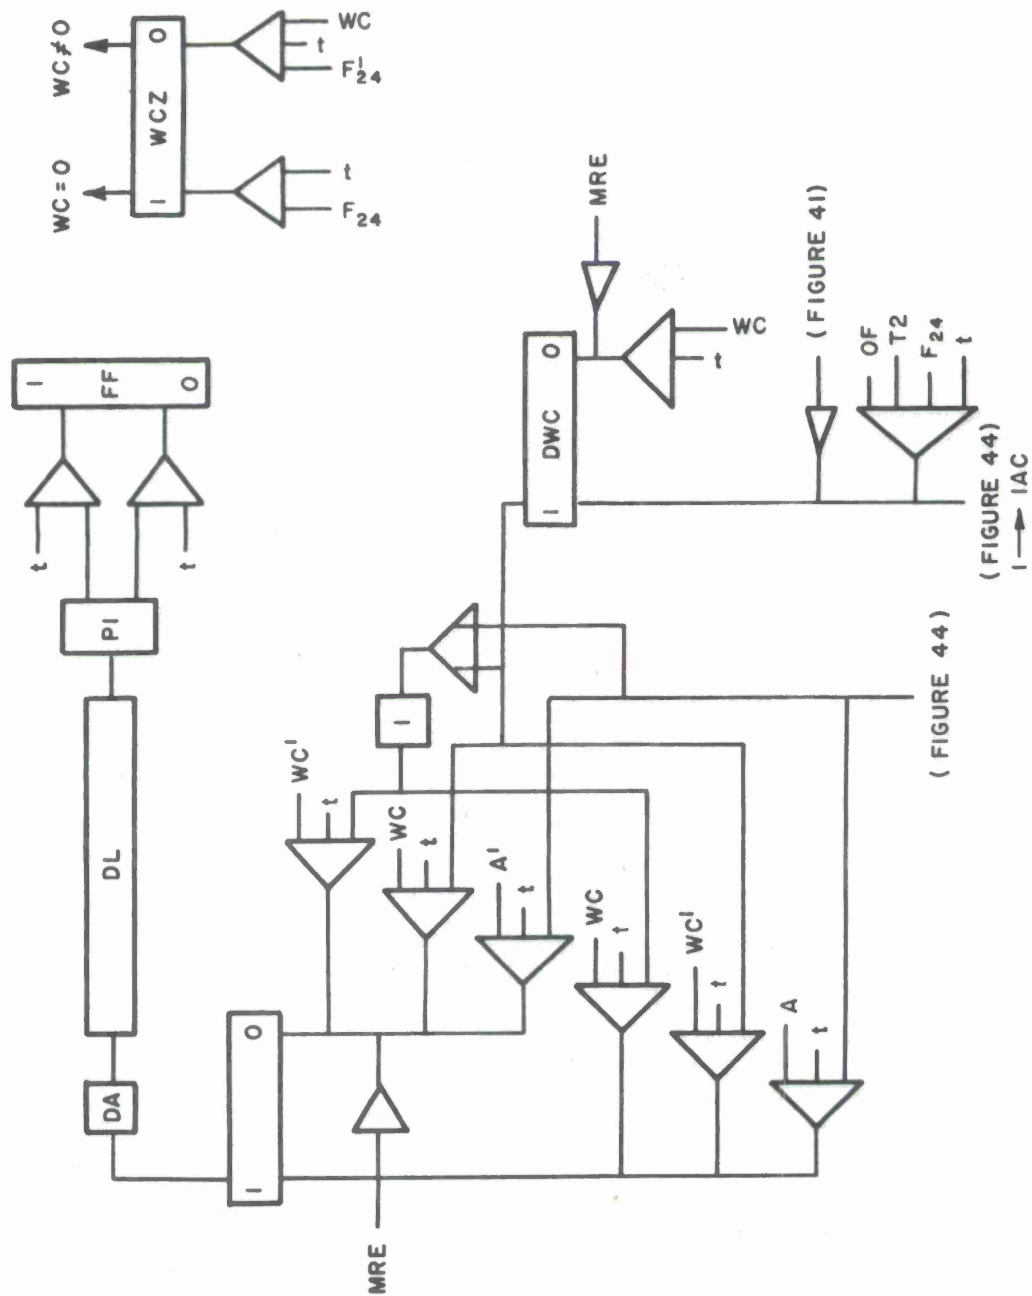 WC=0
WC≠0
1 WCZ 0
F24
t
F'24
t
WC
DA
DL
PI
t
t
1
FF
0
1 0
MRE
WC'
t
WC
t
A'
t
WC
t
WC'
t
A
t
I
(FIGURE 44)
1 DWC 0
MRE
t
WC
(FIGURE 41)
OF
T2
F24
t
(FIGURE 44)
1 → IAC